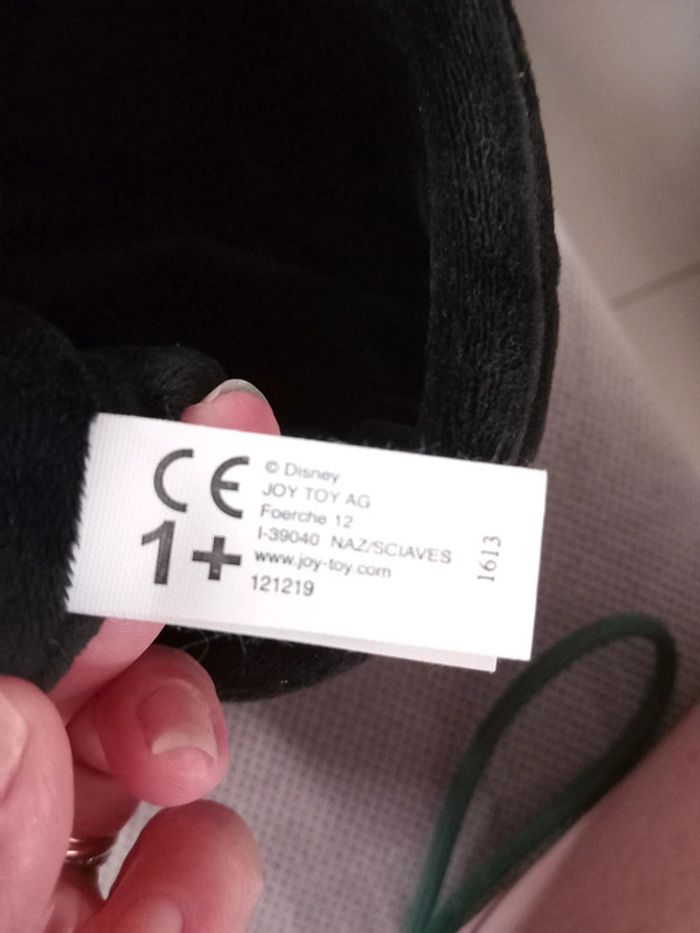 CE
1+
© Disney
JOY TOY AG
Foerche 12
I-39040 NAZ/SCIAVES
www.joy-toy.com
121219
1613